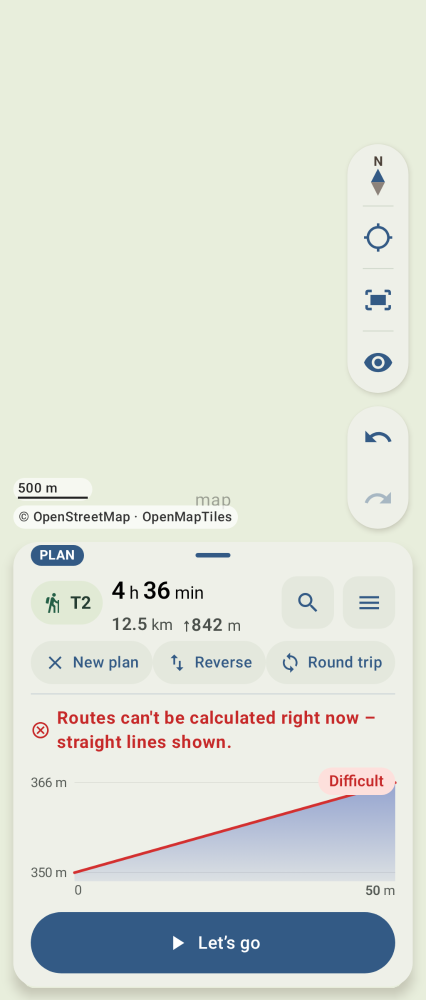 N
500 m
map
© OpenStreetMap · OpenMapTiles
PLAN
T2
4 h 36 min
12.5 km ↑842 m
New plan
Reverse
Round trip
Routes can't be calculated right now –
straight lines shown.
366 m
Difficult
350 m
0
50 m
Let’s go